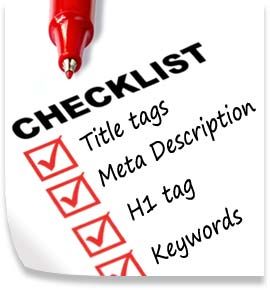 CHECKLIST
Title tags
Meta Description
H1 tag
Keywords